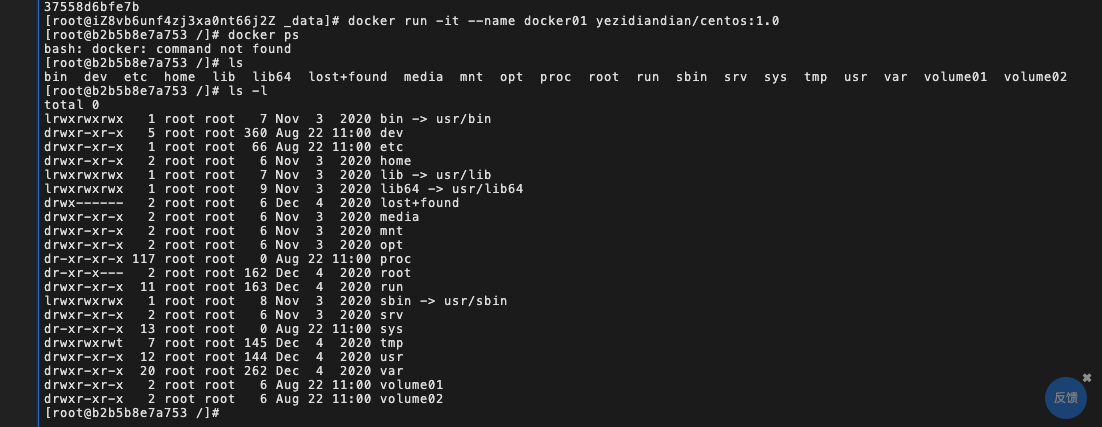 37558d6bfe7b
[root@iZ8vb6unf4zj3xa0nt66j2Z _data]# docker run -it --name docker01 yezidiandian/centos:1.0
[root@b2b5b8e7a753 /]# docker ps
bash: docker: command not found
[root@b2b5b8e7a753 /]# ls
bin  dev  etc  home  lib  lib64  lost+found  media  mnt  opt  proc  root  run  sbin  srv  sys  tmp  usr  var  volume01  volume02
[root@b2b5b8e7a753 /]# ls -l
total 0
lrwxrwxrwx   1 root root   7 Nov  3  2020 bin -> usr/bin
drwxr-xr-x   5 root root 360 Aug 22 11:00 dev
drwxr-xr-x   1 root root  66 Aug 22 11:00 etc
drwxr-xr-x   2 root root   6 Nov  3  2020 home
lrwxrwxrwx   1 root root   7 Nov  3  2020 lib -> usr/lib
lrwxrwxrwx   1 root root   9 Nov  3  2020 lib64 -> usr/lib64
drwx------   2 root root   6 Dec  4  2020 lost+found
drwxr-xr-x   2 root root   6 Nov  3  2020 media
drwxr-xr-x   2 root root   6 Nov  3  2020 mnt
drwxr-xr-x   2 root root   6 Nov  3  2020 opt
dr-xr-xr-x 117 root root   0 Aug 22 11:00 proc
dr-xr-x---   2 root root 162 Dec  4  2020 root
drwxr-xr-x  11 root root 163 Dec  4  2020 run
lrwxrwxrwx   1 root root   8 Nov  3  2020 sbin -> usr/sbin
drwxr-xr-x   2 root root   6 Nov  3  2020 srv
dr-xr-xr-x  13 root root   0 Aug 22 11:00 sys
drwxrwxrwt   7 root root 145 Dec  4  2020 tmp
drwxr-xr-x  12 root root 144 Dec  4  2020 usr
drwxr-xr-x  20 root root 262 Dec  4  2020 var
drwxr-xr-x   2 root root   6 Aug 22 11:00 volume01
drwxr-xr-x   2 root root   6 Aug 22 11:00 volume02
[root@b2b5b8e7a753 /]#
反馈